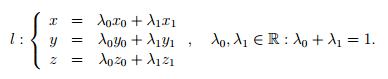 l : { x = λ₀x₀ + λ₁x₁
y = λ₀y₀ + λ₁y₁ , λ₀, λ₁ ∈ ℝ : λ₀ + λ₁ = 1.
z = λ₀z₀ + λ₁z₁